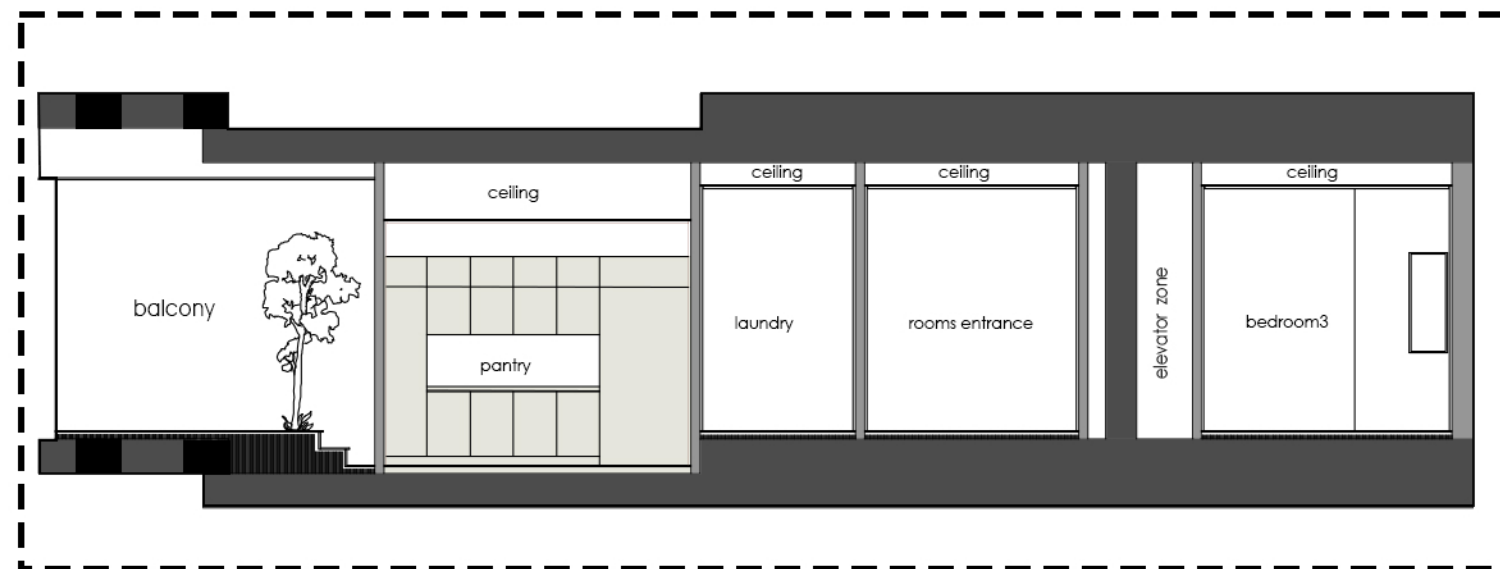 ceiling
ceiling
ceiling
ceiling
balcony
pantry
laundry
rooms entrance
elevator zone
bedroom3